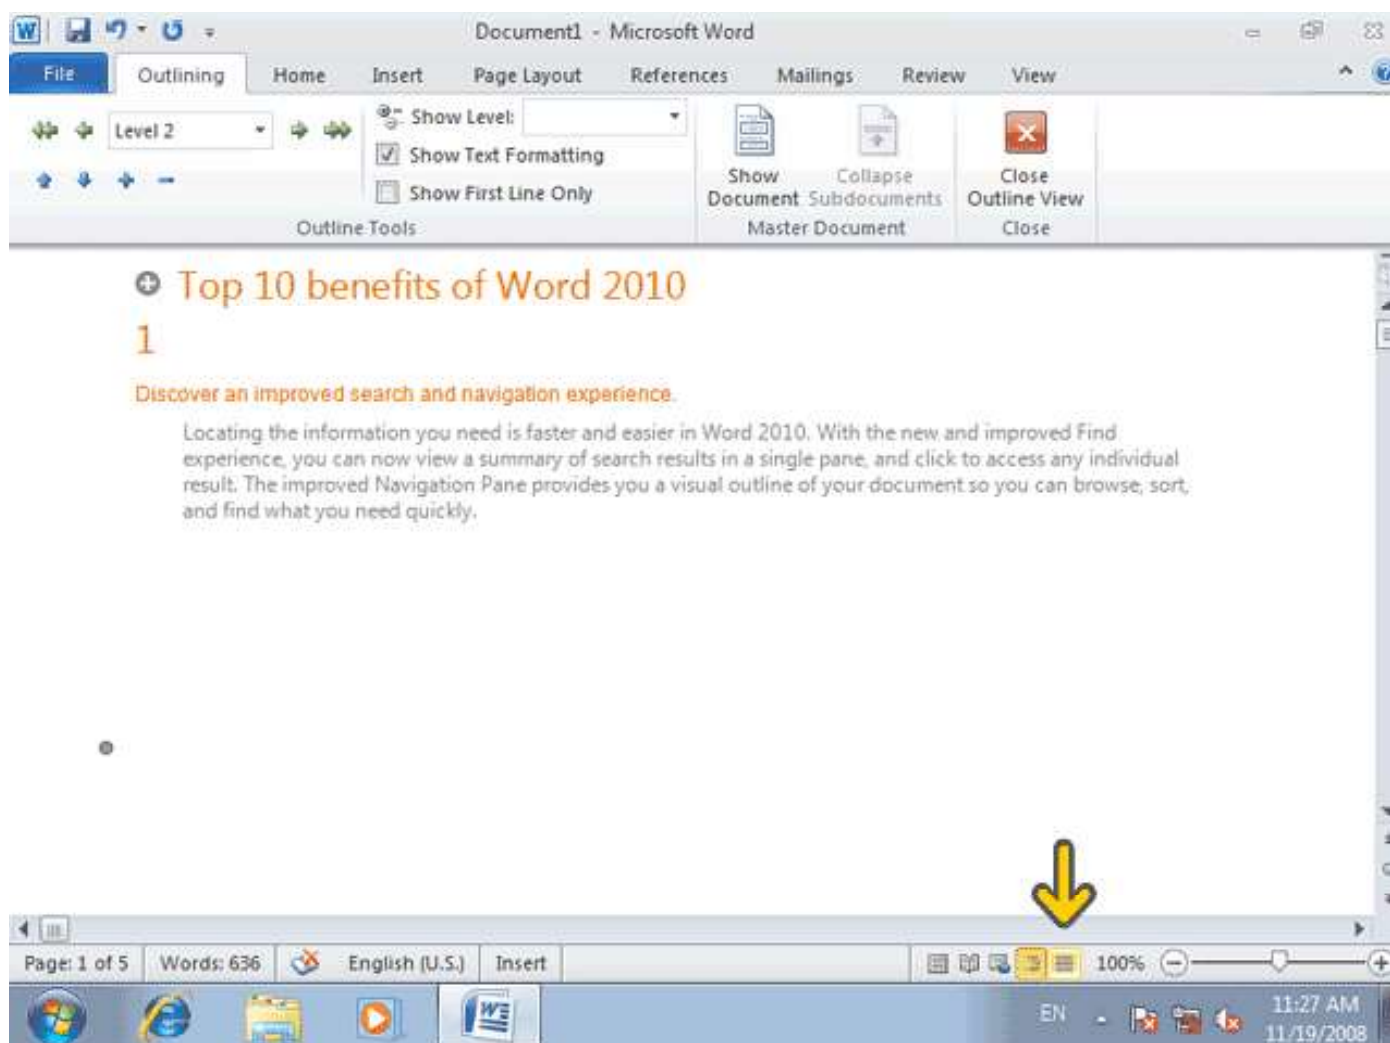 Document1 - Microsoft Word
File Outlining Home Insert Page Layout References Mailings Review View
Level 2
Show Level:
Show Text Formatting
Show First Line Only
Outline Tools
Show Document
Collapse Subdocuments
Master Document
Close Outline View
Close
Top 10 benefits of Word 2010
1
Discover an improved search and navigation experience.
Locating the information you need is faster and easier in Word 2010. With the new and improved Find
experience, you can now view a summary of search results in a single pane, and click to access any individual
result. The improved Navigation Pane provides you a visual outline of your document so you can browse, sort,
and find what you need quickly.
Page: 1 of 5 Words: 636 English (U.S.) Insert 100%
EN 11:27 AM
11/19/2008